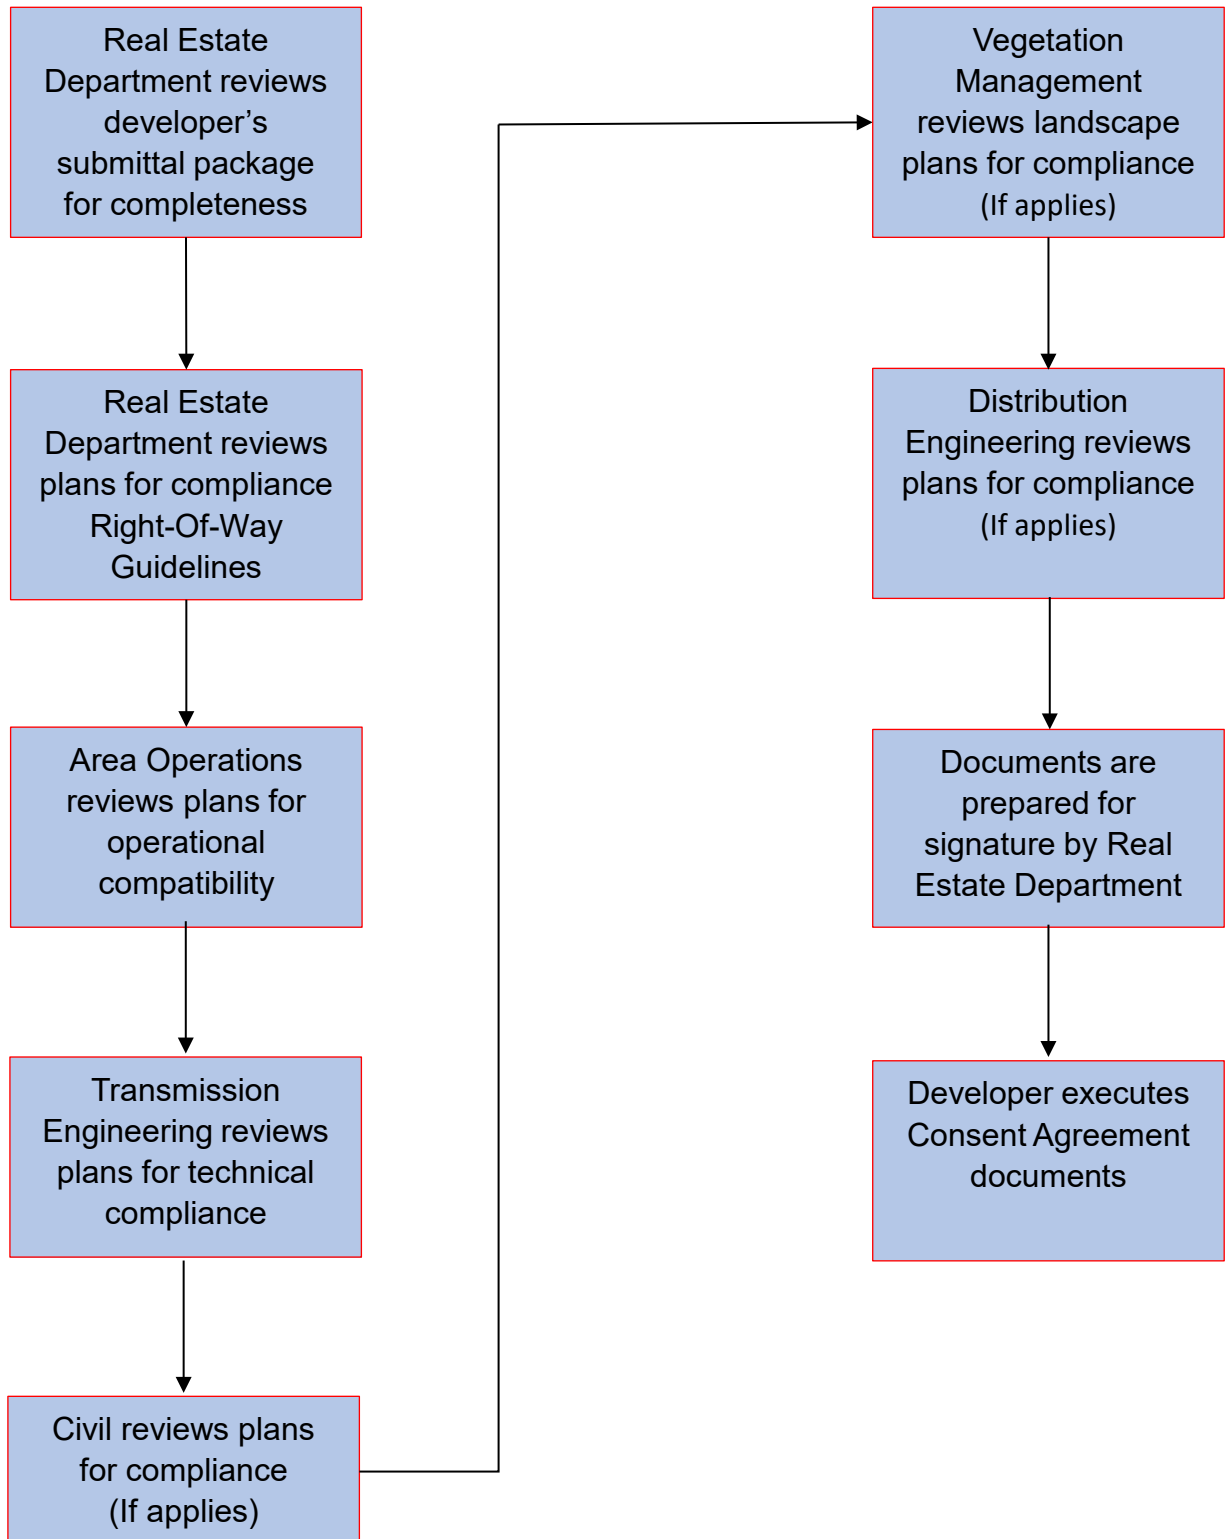 Real Estate
Department reviews
developer’s
submittal package
for completeness
Real Estate
Department reviews
plans for compliance
Right-Of-Way
Guidelines
Area Operations
reviews plans for
operational
compatibility
Transmission
Engineering reviews
plans for technical
compliance
Civil reviews plans
for compliance
(If applies)
Vegetation
Management
reviews landscape
plans for compliance
(If applies)
Distribution
Engineering reviews
plans for compliance
(If applies)
Documents are
prepared for
signature by Real
Estate Department
Developer executes
Consent Agreement
documents